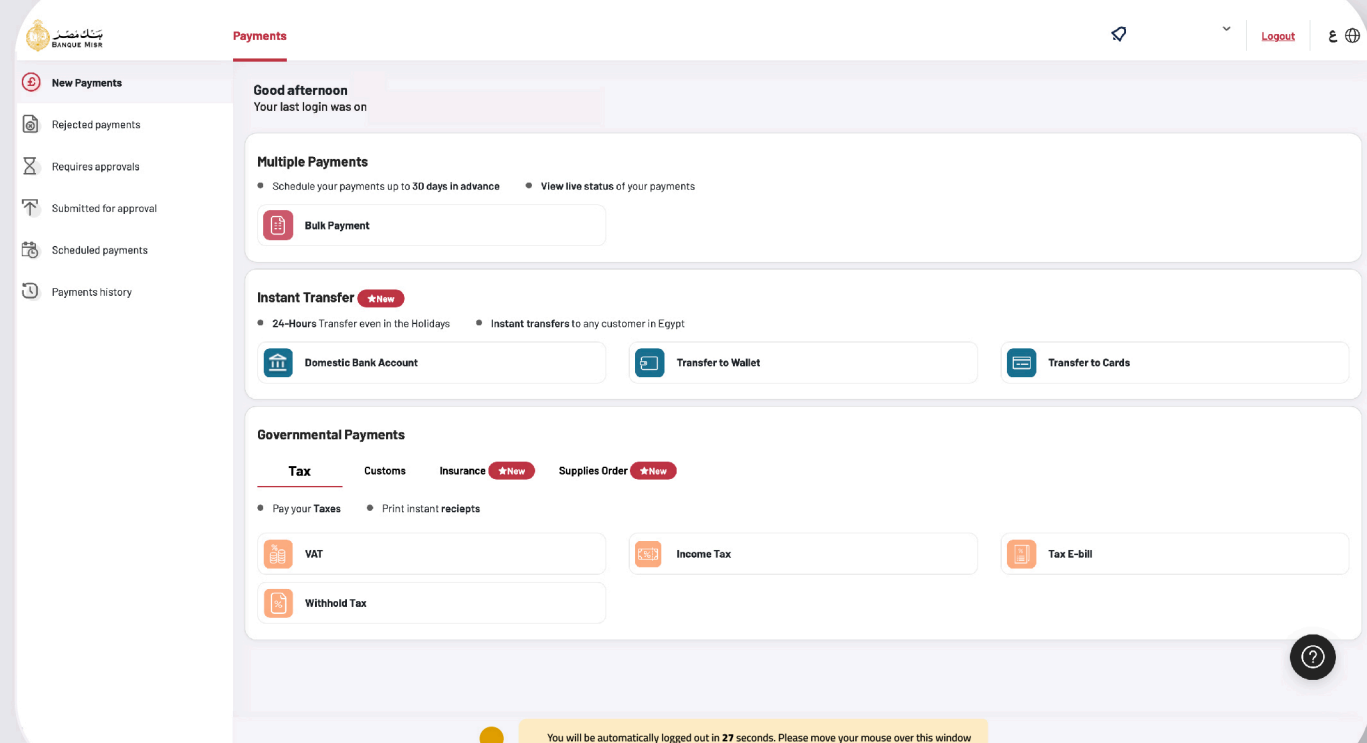 بنك مصر
BANQUE MISR
Payments
Logout
ع
New Payments
Rejected payments
Requires approvals
Submitted for approval
Scheduled payments
Payments history
Good afternoon
Your last login was on
Multiple Payments
Schedule your payments up to 30 days in advance
View live status of your payments
Bulk Payment
Instant Transfer
New
24-Hours Transfer even in the Holidays
Instant transfers to any customer in Egypt
Domestic Bank Account
Transfer to Wallet
Transfer to Cards
Governmental Payments
Tax
Customs
Insurance New
Supplies Order New
Pay your Taxes
Print instant reciepts
VAT
Income Tax
Tax E-bill
Withhold Tax
You will be automatically logged out in 27 seconds. Please move your mouse over this window